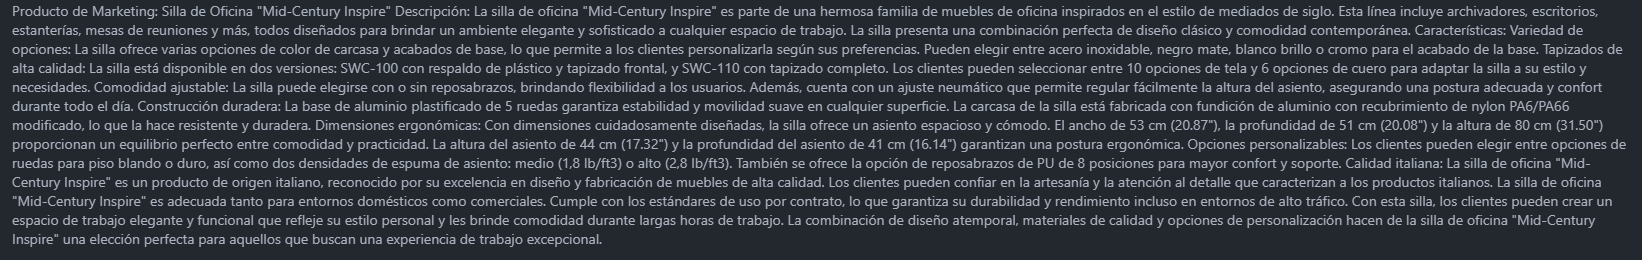 Producto de Marketing: Silla de Oficina "Mid-Century Inspire" Descripción: La silla de oficina "Mid-Century Inspire" es parte de una hermosa familia de muebles de oficina inspirados en el estilo de mediados de siglo. Esta línea incluye archivadores, escritorios,
estanterías, mesas de reuniones y más, todos diseñados para brindar un ambiente elegante y sofisticado a cualquier espacio de trabajo. La silla presenta una combinación perfecta de diseño clásico y comodidad contemporánea. Características: Variedad de
opciones: La silla ofrece varias opciones de color de carcasa y acabados de base, lo que permite a los clientes personalizarla según sus preferencias. Pueden elegir entre acero inoxidable, negro mate, blanco brillo o cromo para el acabado de la base. Tapizados de
alta calidad: La silla está disponible en dos versiones: SWC-100 con respaldo de plástico y tapizado frontal, y SWC-110 con tapizado completo. Los clientes pueden seleccionar entre 10 opciones de tela y 6 opciones de cuero para adaptar la silla a su estilo y
necesidades. Comodidad ajustable: La silla puede elegirse con o sin reposabrazos, brindando flexibilidad a los usuarios. Además, cuenta con un ajuste neumático que permite regular fácilmente la altura del asiento, asegurando una postura adecuada y confort
durante todo el día. Construcción duradera: La base de aluminio plastificado de 5 ruedas garantiza estabilidad y movilidad suave en cualquier superficie. La carcasa de la silla está fabricada con fundición de aluminio con recubrimiento de nylon PA6/PA66
modificado, lo que la hace resistente y duradera. Dimensiones ergonómicas: Con dimensiones cuidadosamente diseñadas, la silla ofrece un asiento espacioso y cómodo. El ancho de 53 cm (20.87"), la profundidad de 51 cm (20.08") y la altura de 80 cm (31.50")
proporcionan un equilibrio perfecto entre comodidad y practicidad. La altura del asiento de 44 cm (17.32") y la profundidad del asiento de 41 cm (16.14") garantizan una postura ergonómica. Opciones personalizables: Los clientes pueden elegir entre opciones de
ruedas para piso blando o duro, así como dos densidades de espuma de asiento: medio (1,8 lb/ft3) o alto (2,8 lb/ft3). También se ofrece la opción de reposabrazos de PU de 8 posiciones para mayor confort y soporte. Calidad italiana: La silla de oficina "Mid-
Century Inspire" es un producto de origen italiano, reconocido por su excelencia en diseño y fabricación de muebles de alta calidad. Los clientes pueden confiar en la artesanía y la atención al detalle que caracterizan a los productos italianos. La silla de oficina
"Mid-Century Inspire" es adecuada tanto para entornos domésticos como comerciales. Cumple con los estándares de uso por contrato, lo que garantiza su durabilidad y rendimiento incluso en entornos de alto tráfico. Con esta silla, los clientes pueden crear un
espacio de trabajo elegante y funcional que refleje su estilo personal y les brinde comodidad durante largas horas de trabajo. La combinación de diseño atemporal, materiales de calidad y opciones de personalización hacen de la silla de oficina "Mid-Century
Inspire" una elección perfecta para aquellos que buscan una experiencia de trabajo excepcional.